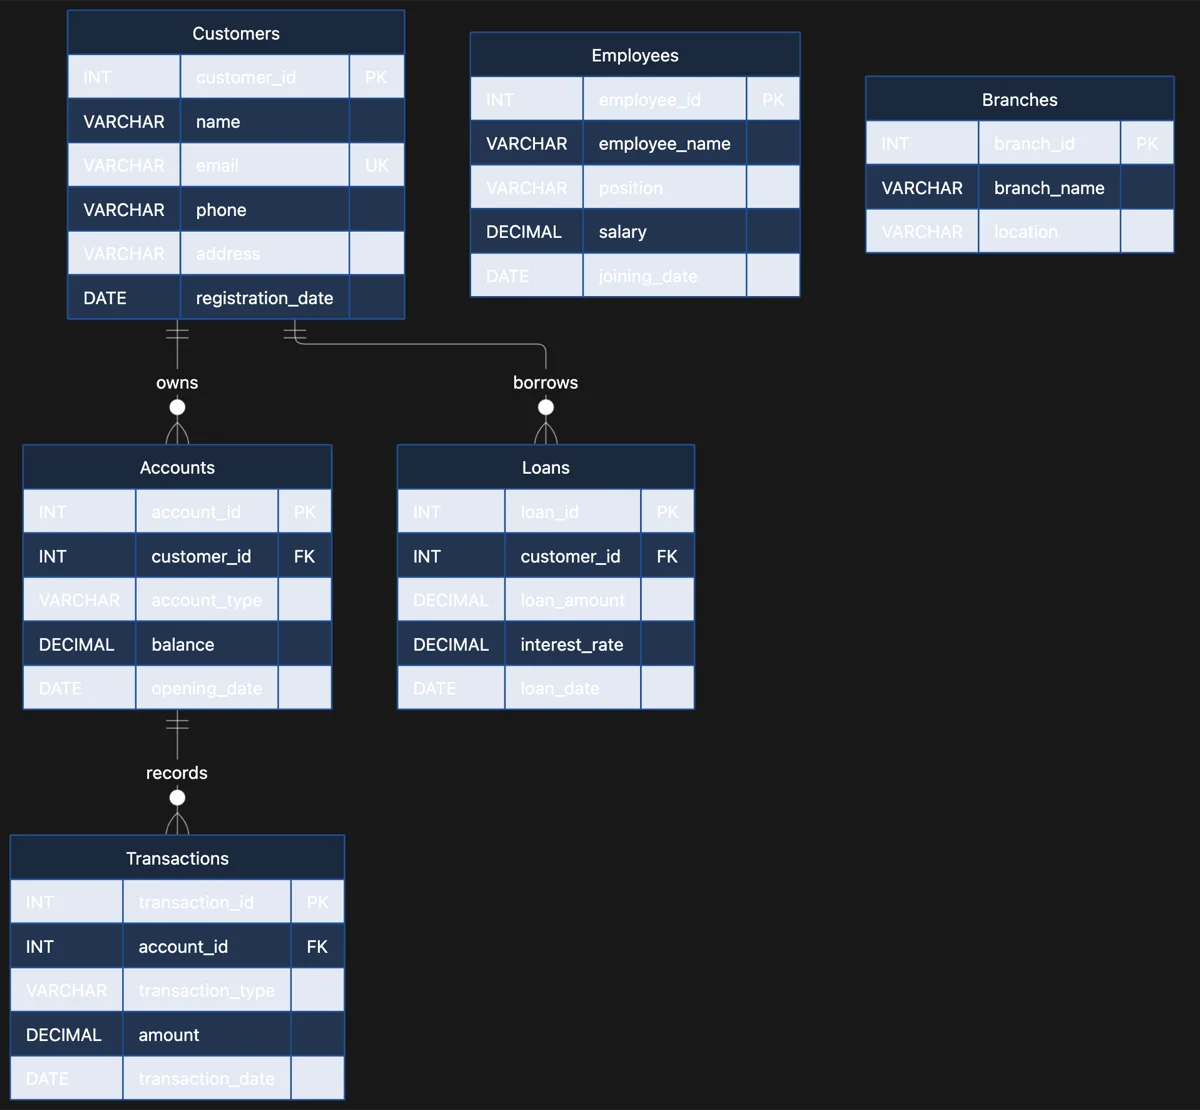 Customers
INT customer_id PK
VARCHAR name
VARCHAR email UK
VARCHAR phone
VARCHAR address
DATE registration_date
Employees
INT employee_id PK
VARCHAR employee_name
VARCHAR position
DECIMAL salary
DATE joining_date
Branches
INT branch_id PK
VARCHAR branch_name
VARCHAR location
owns
borrows
Accounts
INT account_id PK
INT customer_id FK
VARCHAR account_type
DECIMAL balance
DATE opening_date
Loans
INT loan_id PK
INT customer_id FK
DECIMAL loan_amount
DECIMAL interest_rate
DATE loan_date
records
Transactions
INT transaction_id PK
INT account_id FK
VARCHAR transaction_type
DECIMAL amount
DATE transaction_date